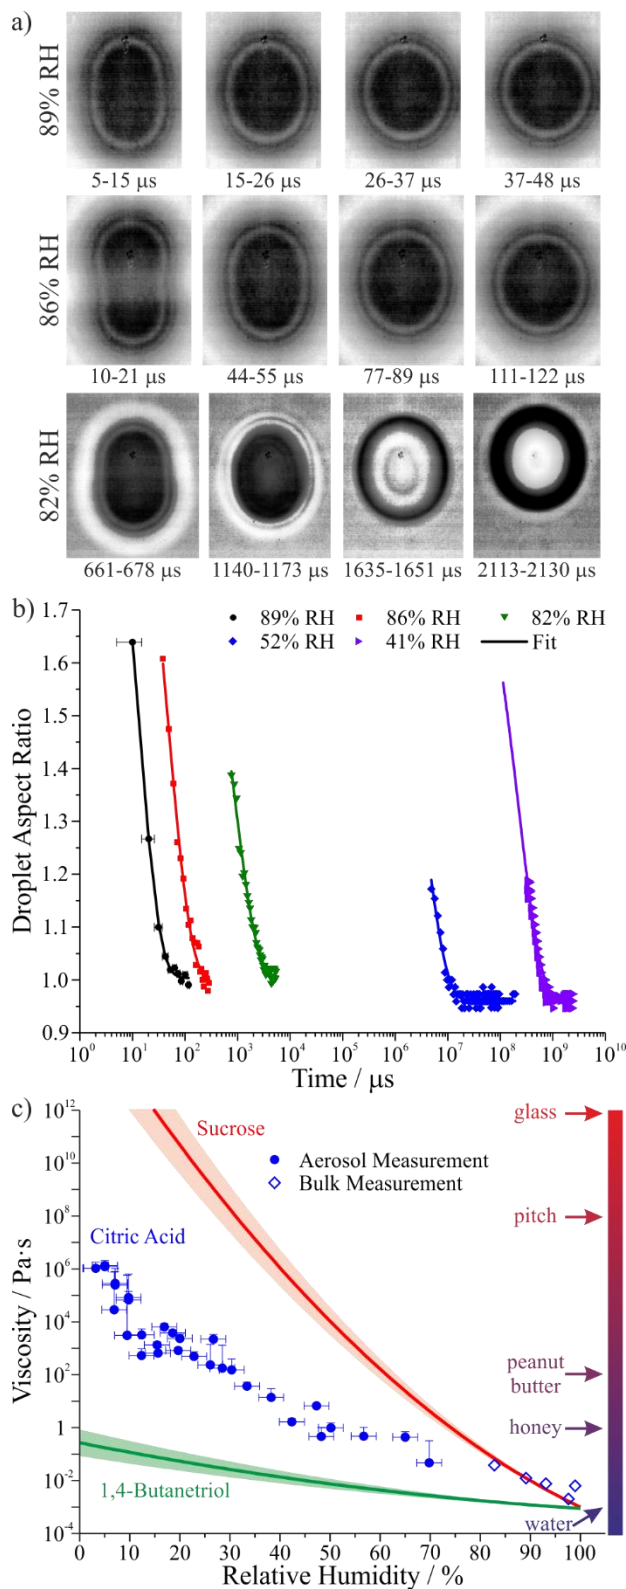 a)
89% RH
5-15 μs 15-26 μs 26-37 μs 37-48 μs
86% RH
10-21 μs 44-55 μs 77-89 μs 111-122 μs
82% RH
661-678 μs 1140-1173 μs 1635-1651 μs 2113-2130 μs
b)
1.7
1.6
1.5
1.4
1.3
1.2
1.1
1.0
0.9
Droplet Aspect Ratio
89% RH 86% RH 82% RH
52% RH 41% RH Fit
10⁰ 10¹ 10² 10³ 10⁴ 10⁵ 10⁶ 10⁷ 10⁸ 10⁹ 10¹⁰
Time / μs
c)
10¹²
10¹⁰
10⁸
10⁶
10⁴
10²
1
10⁻²
10⁻⁴
Viscosity / Pa·s
Sucrose
Aerosol Measurement
Bulk Measurement
Citric Acid
1,4-Butanetriol
glass
pitch
peanut
butter
honey
water
0 10 20 30 40 50 60 70 80 90 100
Relative Humidity / %